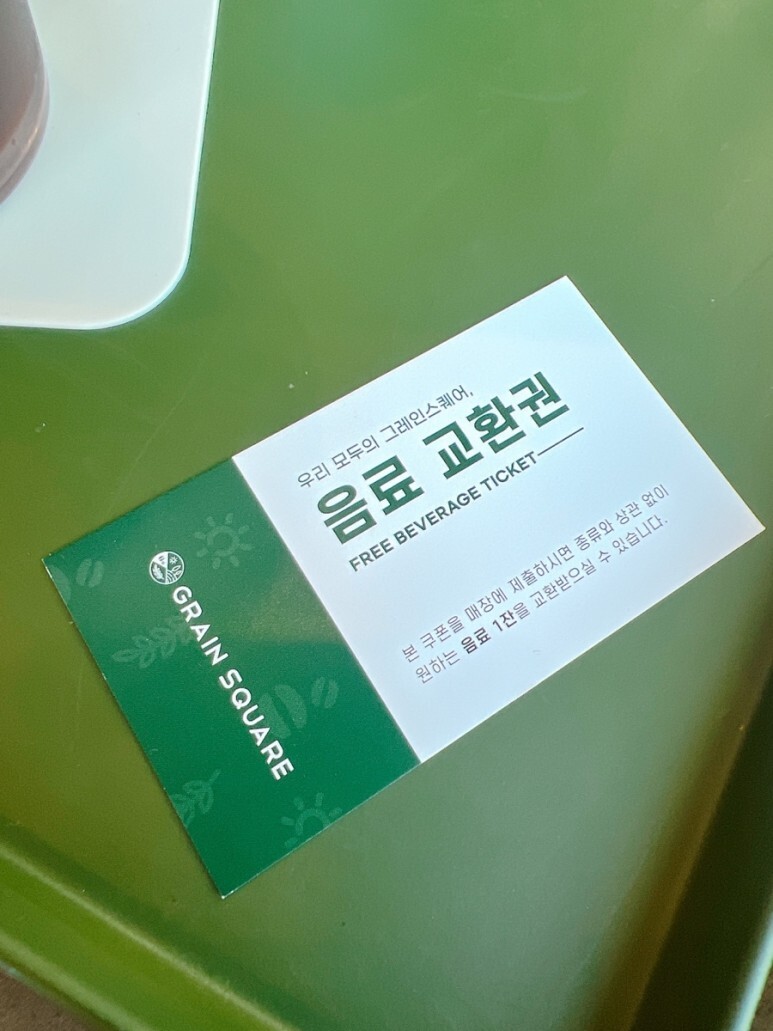 우리 모두의 그레인스퀘어,
음료 교환권
FREE BEVERAGE TICKET
본 쿠폰을 매장에 제출하시면 종류와 상관 없이
원하는 음료 1잔을 교환받으실 수 있습니다.
GRAIN SQUARE